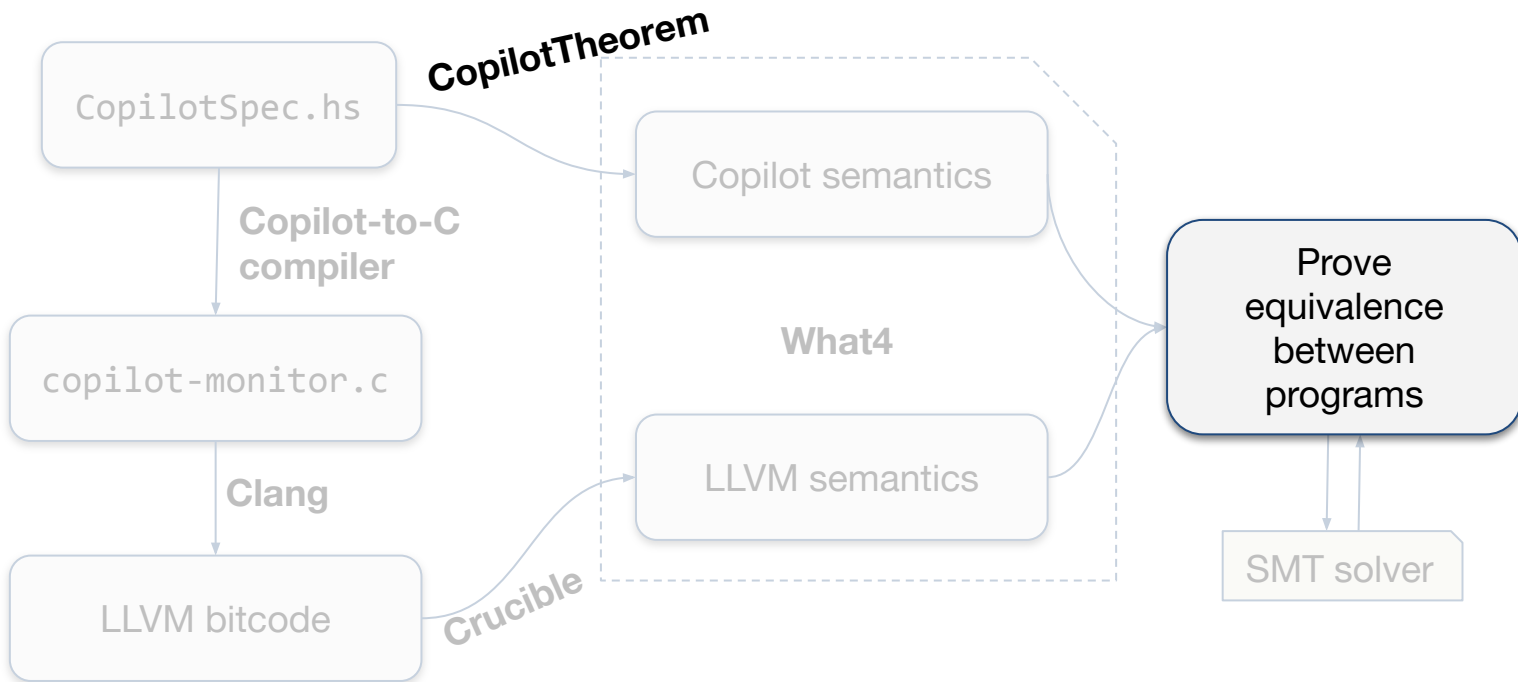 CopilotTheorem
CopilotSpec.hs
Copilot semantics
Copilot-to-C
compiler
Prove
equivalence
between
programs
What4
copilot-monitor.c
LLVM semantics
Clang
SMT solver
Crucible
LLVM bitcode